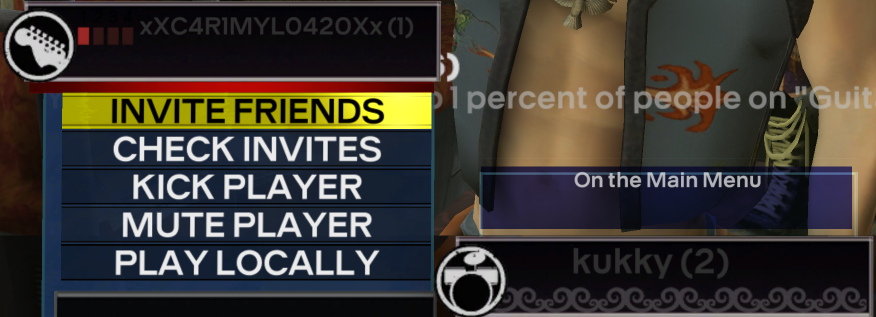 xXC4R1MYL0420Xx (1)
INVITE FRIENDS
CHECK INVITES
KICK PLAYER
MUTE PLAYER
PLAY LOCALLY
1 percent of people on "Guit
On the Main Menu
kukky (2)